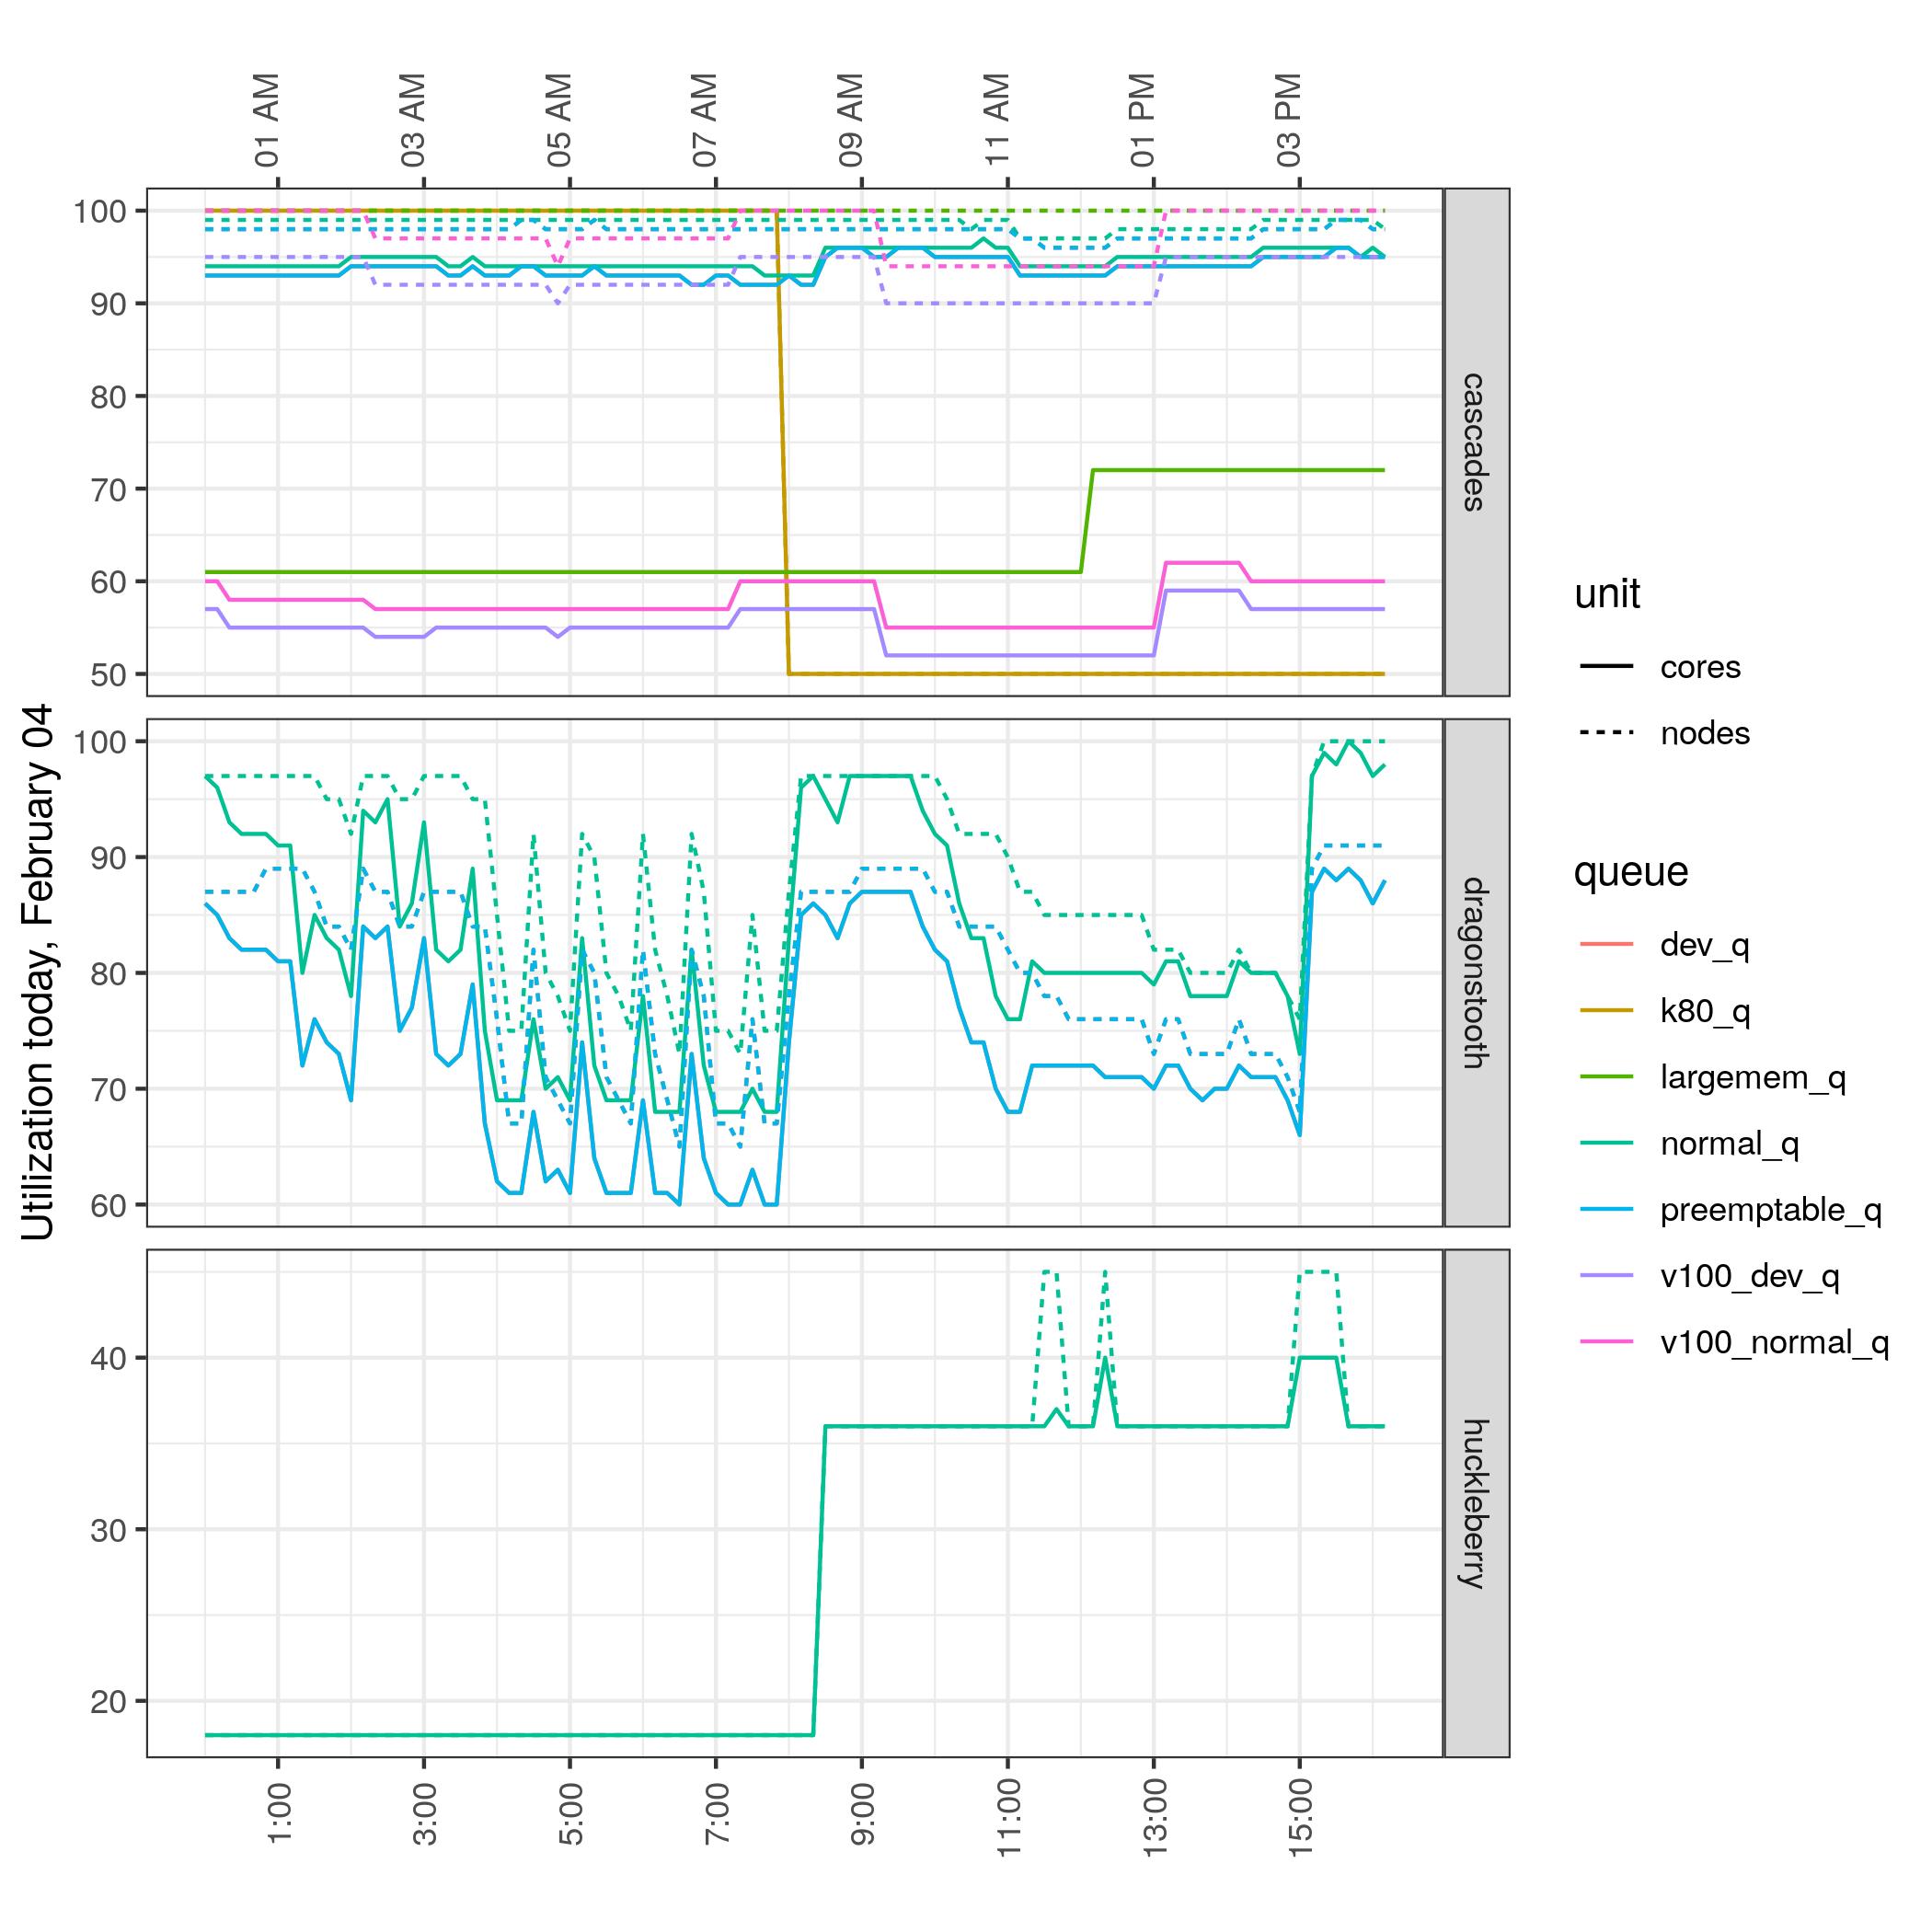 01 AM
03 AM
05 AM
07 AM
09 AM
11 AM
01 PM
03 PM
Utilization today, February 04
100
90
80
70
60
50
cascades
100
90
80
70
60
dragonstooth
40
30
20
huckleberry
1:00
3:00
5:00
7:00
9:00
11:00
13:00
15:00
unit
cores
nodes
queue
dev_q
k80_q
largemem_q
normal_q
preemptable_q
v100_dev_q
v100_normal_q